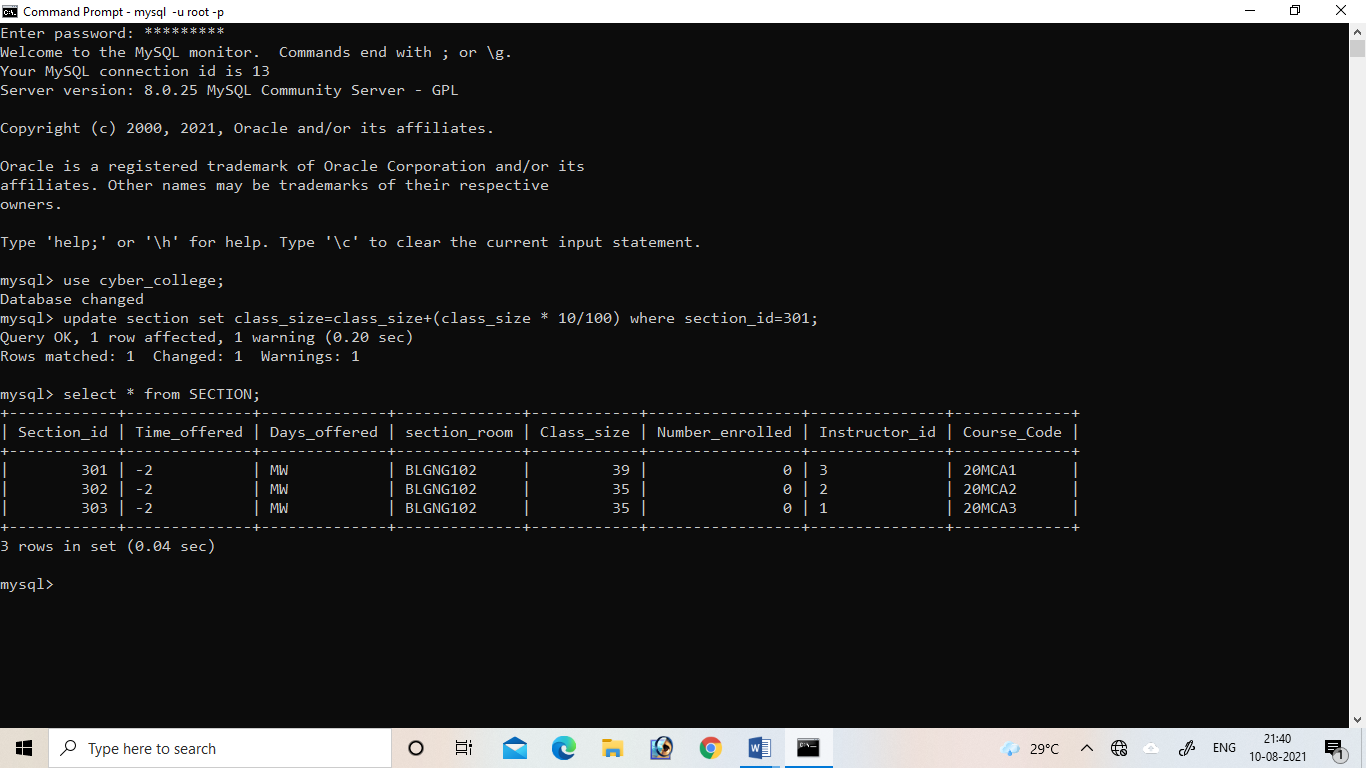 Command Prompt - mysql -u root -p
Enter password: *********
Welcome to the MySQL monitor.  Commands end with ; or \g.
Your MySQL connection id is 13
Server version: 8.0.25 MySQL Community Server - GPL
Copyright (c) 2000, 2021, Oracle and/or its affiliates.
Oracle is a registered trademark of Oracle Corporation and/or its
affiliates. Other names may be trademarks of their respective
owners.
Type 'help;' or '\h' for help. Type '\c' to clear the current input statement.
mysql> use cyber_college;
Database changed
mysql> update section set class_size=class_size+(class_size * 10/100) where section_id=301;
Query OK, 1 row affected, 1 warning (0.20 sec)
Rows matched: 1  Changed: 1  Warnings: 1
mysql> select * from SECTION;
+------------+--------------+--------------+--------------+------------+-----------------+---------------+-------------+
| Section_id | Time_offered | Days_offered | section_room | Class_size | Number_enrolled | Instructor_id | Course_Code |
+------------+--------------+--------------+--------------+------------+-----------------+---------------+-------------+
|        301 | -2           | MW           | BLGNG102     |         39 |               0 | 3             | 20MCA1      |
|        302 | -2           | MW           | BLGNG102     |         35 |               0 | 2             | 20MCA2      |
|        303 | -2           | MW           | BLGNG102     |         35 |               0 | 1             | 20MCA3      |
+------------+--------------+--------------+--------------+------------+-----------------+---------------+-------------+
3 rows in set (0.04 sec)
mysql>
Type here to search
29°C
ENG
21:40
10-08-2021
1